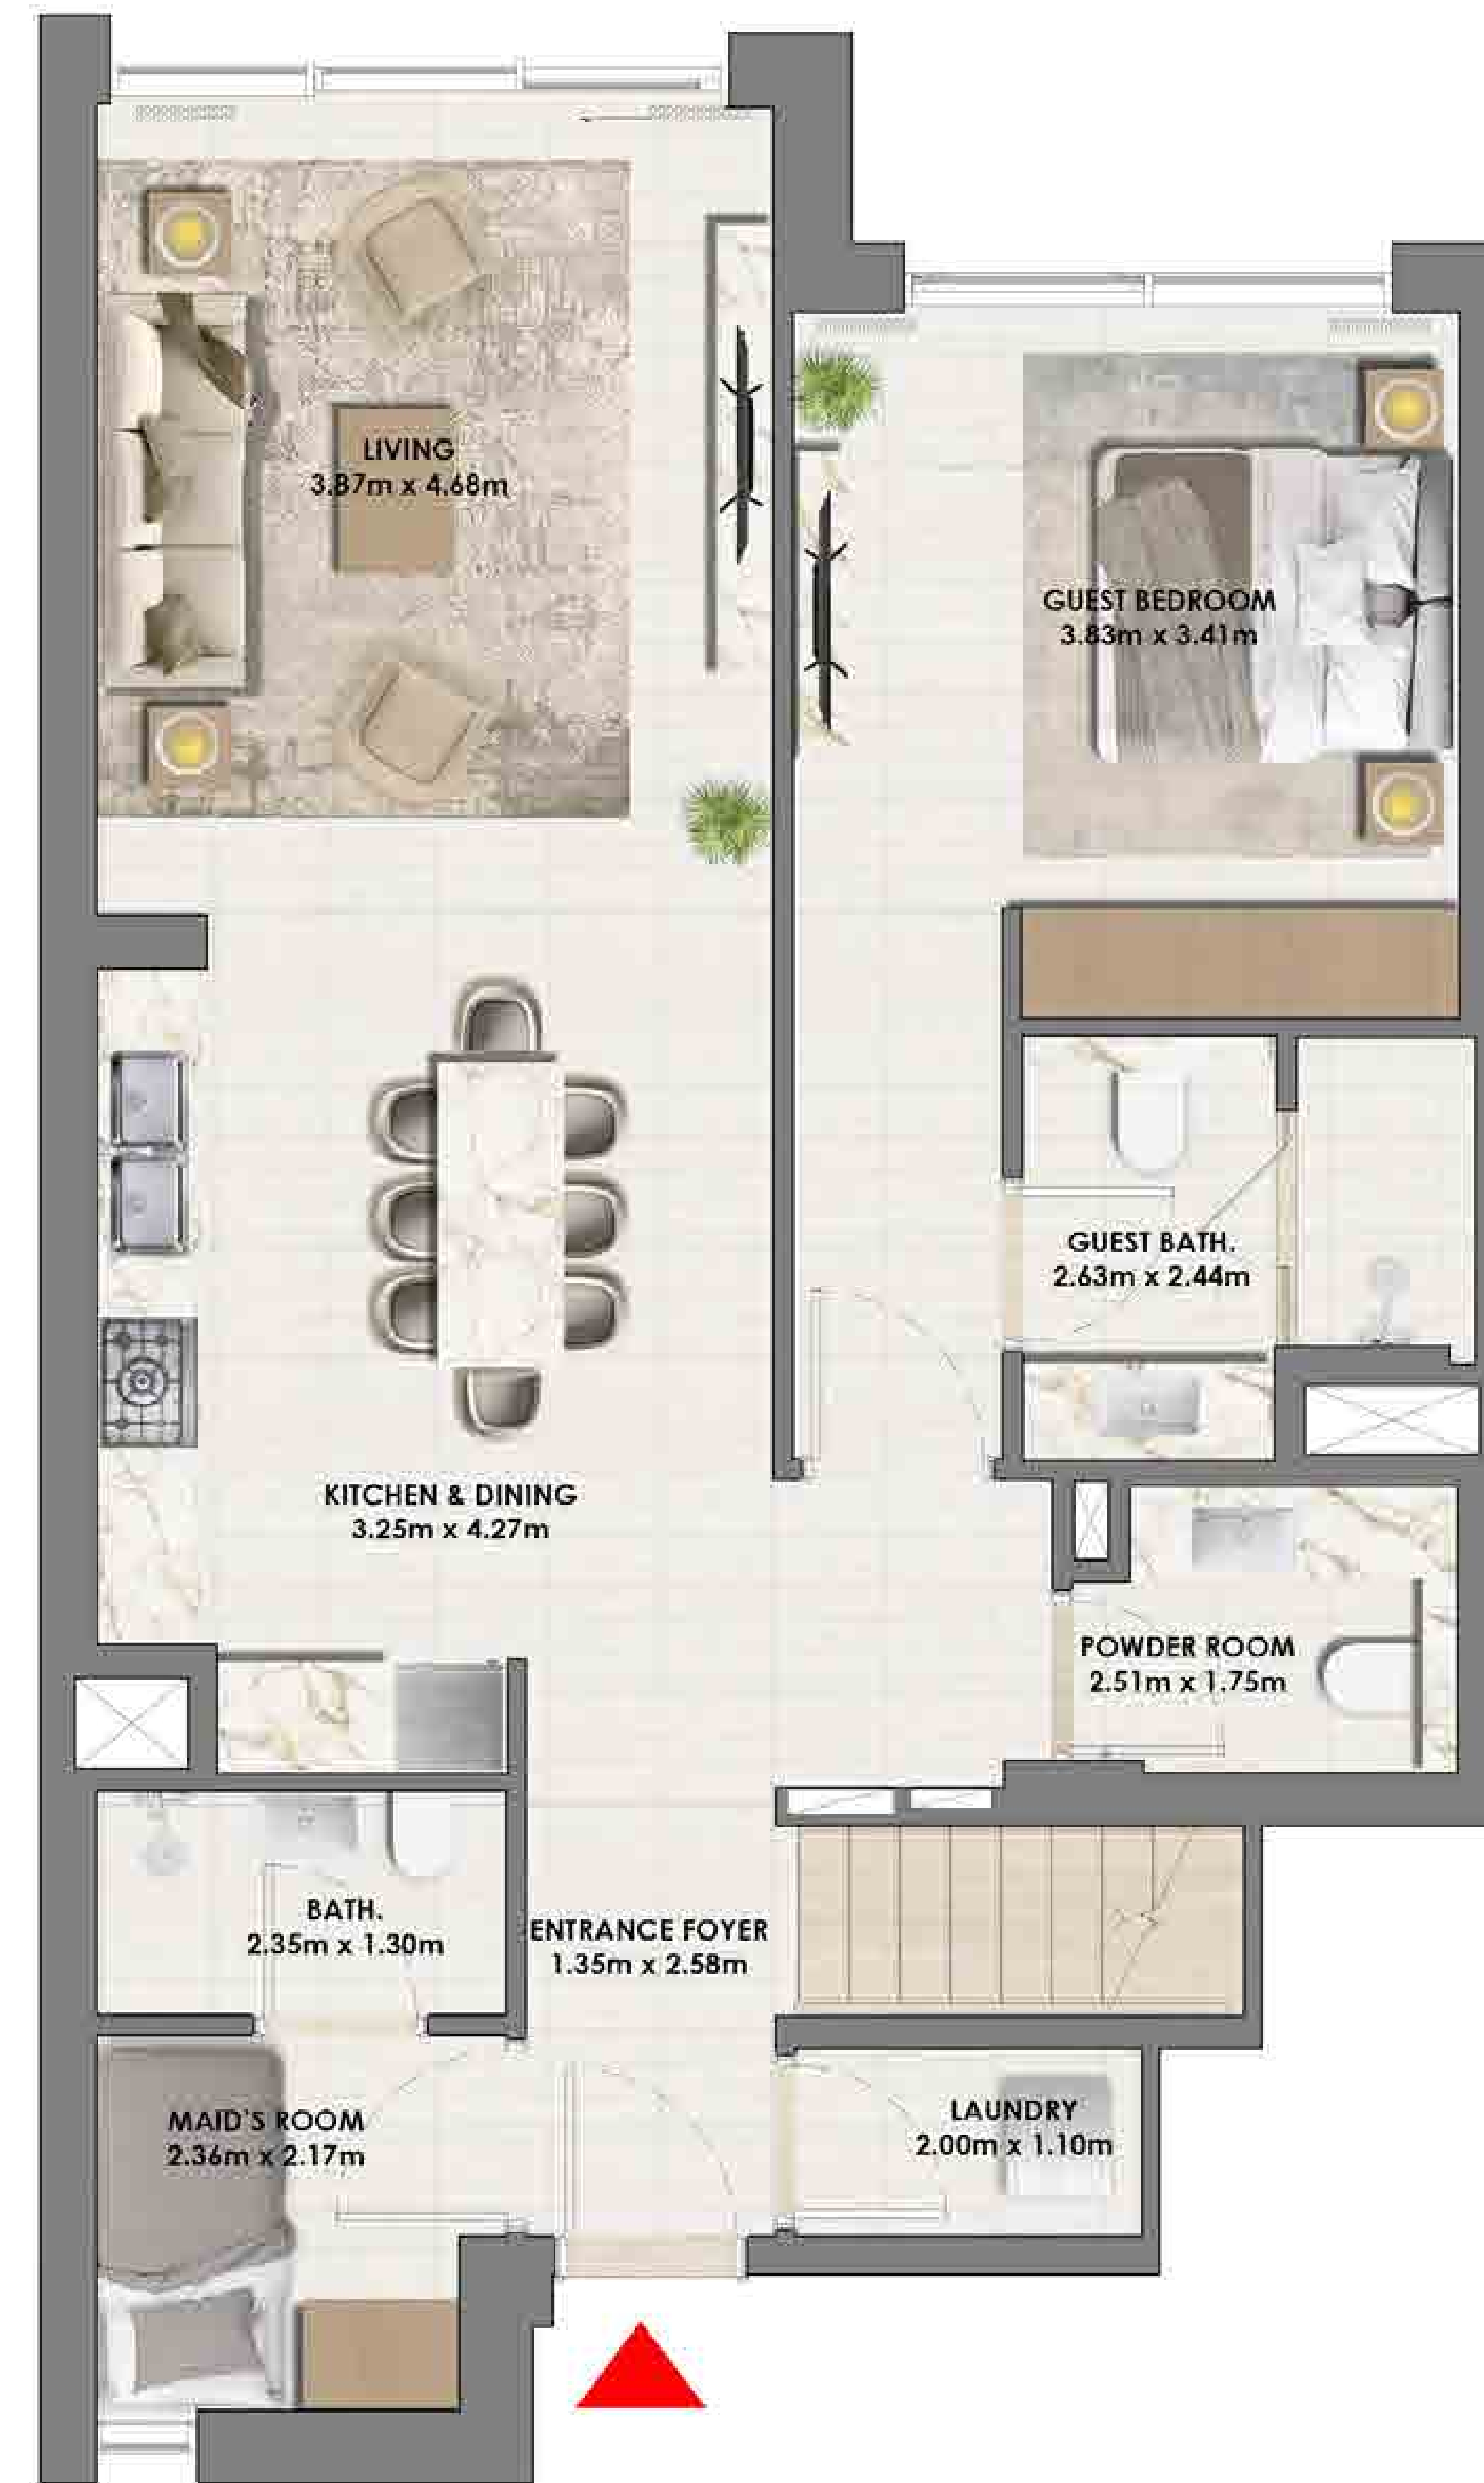 LIVING
3.87m x 4.68m
GUEST BEDROOM
3.83m x 3.41m
GUEST BATH.
2.63m x 2.44m
KITCHEN & DINING
3.25m x 4.27m
POWDER ROOM
2.51m x 1.75m
BATH.
2.35m x 1.30m
ENTRANCE FOYER
1.35m x 2.58m
MAID'S ROOM
2.36m x 2.17m
LAUNDRY
2.00m x 1.10m